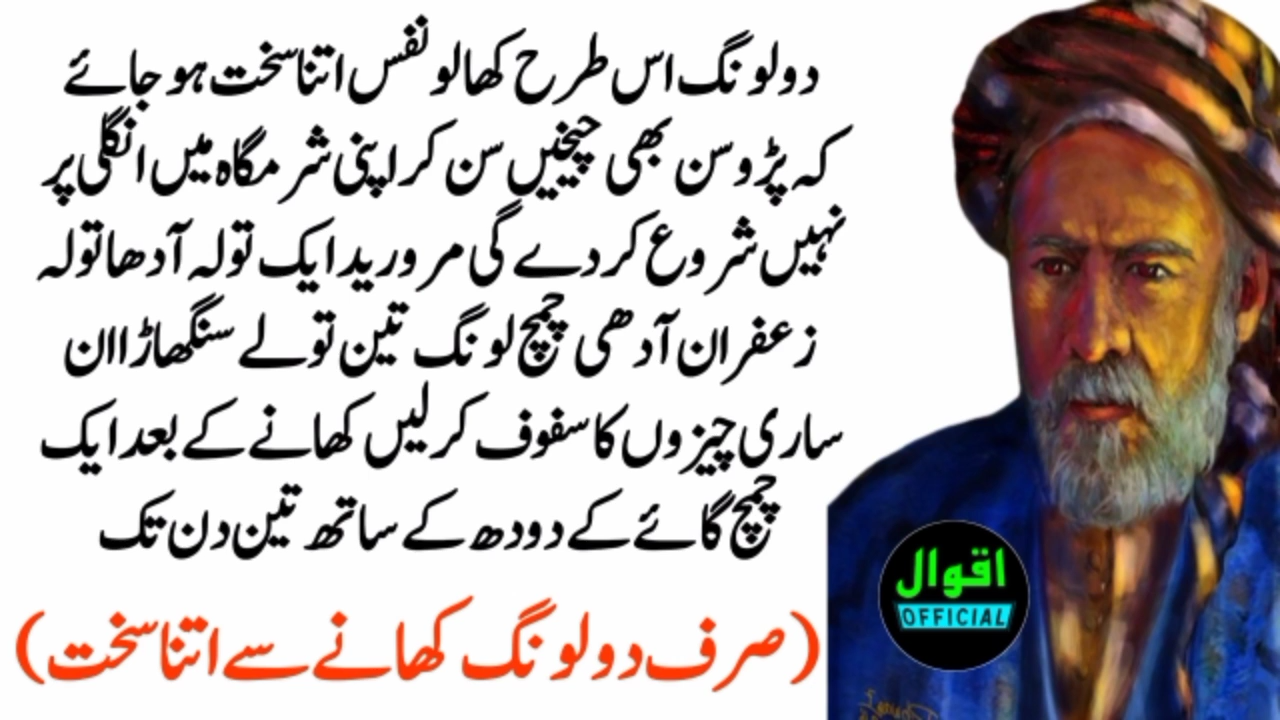 دو لونگ اس طرح کھا لو نفس اتنا سخت ہو جائے
کہ پڑوسن بھی چیخیں سن کر اپنی شرمگاہ میں انگلی پر
نہیں شروع کر دے گی مرورید ایک تولہ آدھا تولہ
زعفران آدھی چمچ لونگ تین تولے سنگھاڑا ان
ساری چیزوں کا سفوف کر لیں کھانے کے بعد ایک
چمچ گائے کے دودھ کے ساتھ تین دن تک
(صرف دو لونگ کھانے سے اتنا سخت)
اقوال
OFFICIAL